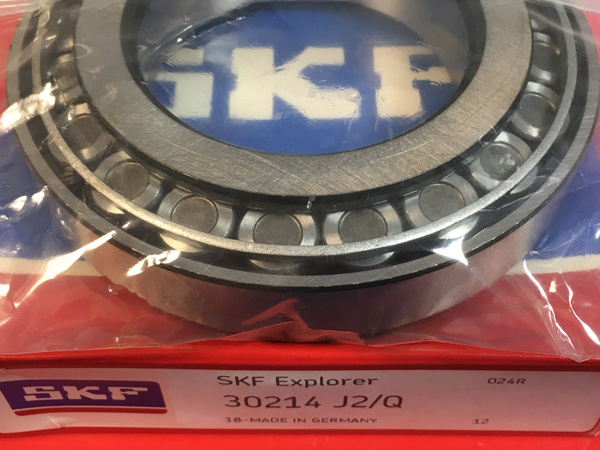 SKF
SKF
SKF Explorer
024R
30214 J2/Q
18-MADE IN GERMANY
12